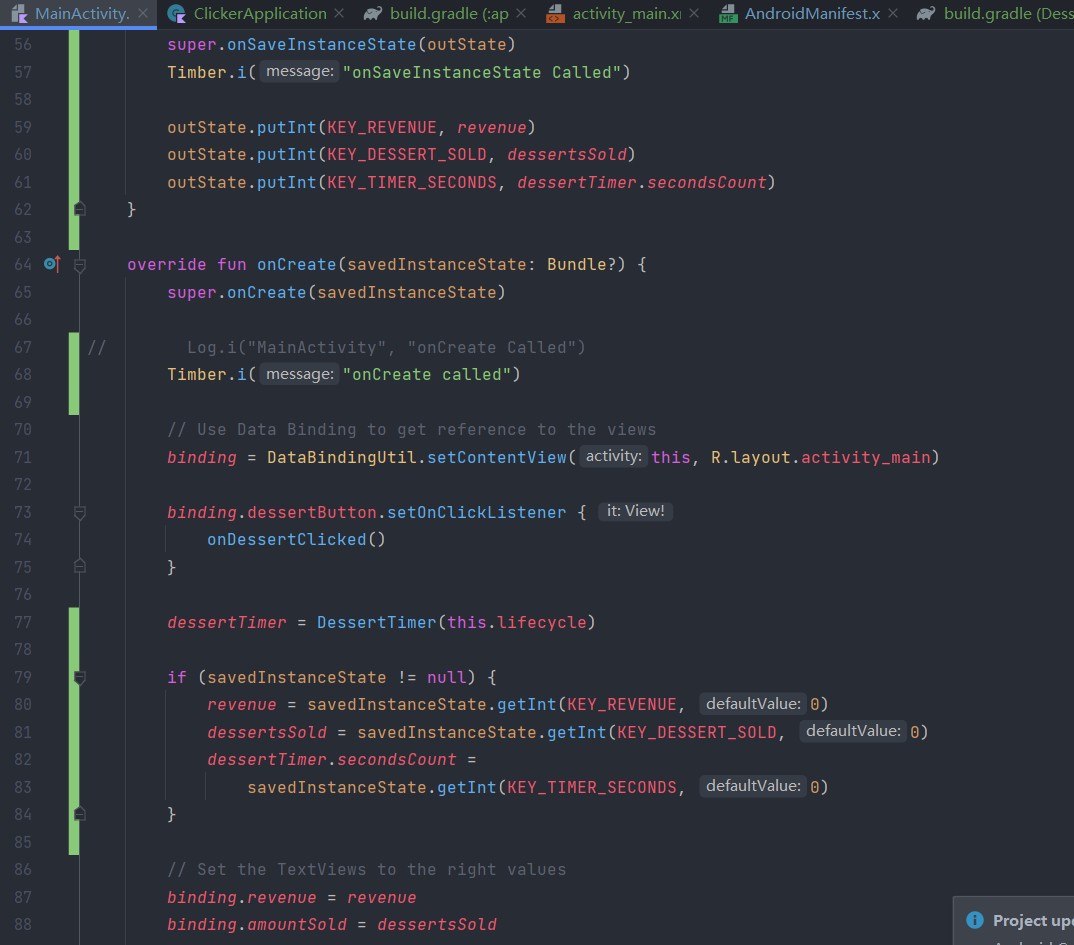 MainActivity. ClickerApplication build.gradle (:ap activity_main.x AndroidManifest.x build.gradle (Dess
56 super.onSaveInstanceState(outState)
57 Timber.i( message: "onSaveInstanceState Called")
58
59 outState.putInt(KEY_REVENUE, revenue)
60 outState.putInt(KEY_DESSERT_SOLD, dessertsSold)
61 outState.putInt(KEY_TIMER_SECONDS, dessertTimer.secondsCount)
62 }
63
64 override fun onCreate(savedInstanceState: Bundle?) {
65 super.onCreate(savedInstanceState)
66
67 // Log.i("MainActivity", "onCreate Called")
68 Timber.i( message: "onCreate called")
69
70 // Use Data Binding to get reference to the views
71 binding = DataBindingUtil.setContentView( activity: this, R.layout.activity_main)
72
73 binding.dessertButton.setOnClickListener { it: View!
74 onDessertClicked()
75 }
76
77 dessertTimer = DessertTimer(this.lifecycle)
78
79 if (savedInstanceState != null) {
80 revenue = savedInstanceState.getInt(KEY_REVENUE, defaultValue: 0)
81 dessertsSold = savedInstanceState.getInt(KEY_DESSERT_SOLD, defaultValue: 0)
82 dessertTimer.secondsCount =
83 savedInstanceState.getInt(KEY_TIMER_SECONDS, defaultValue: 0)
84 }
85
86 // Set the TextViews to the right values
87 binding.revenue = revenue
88 binding.amountSold = dessertsSold
Project up